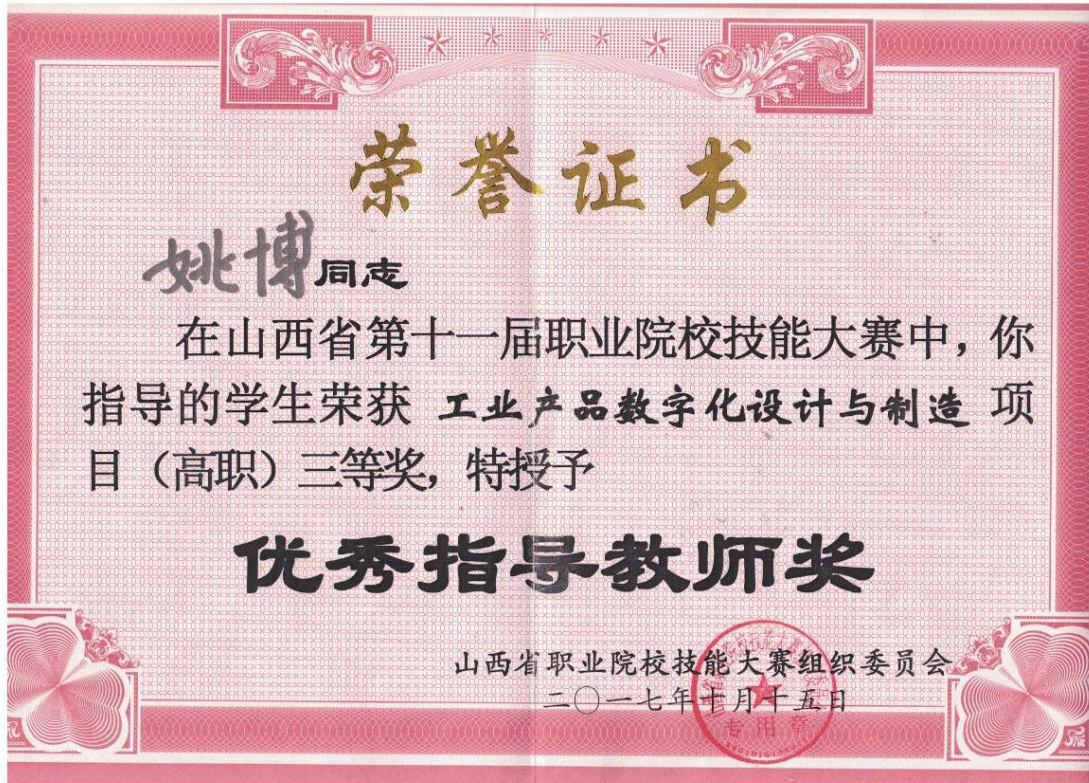 荣誉证书
姚博同志
在山西省第十一届职业院校技能大赛中，你
指导的学生荣获 工业产品数字化设计与制造 项
目（高职）三等奖，特授予
优秀指导教师奖
山西省职业院校技能大赛组织委员会
二〇一七年十月十五日
专用章